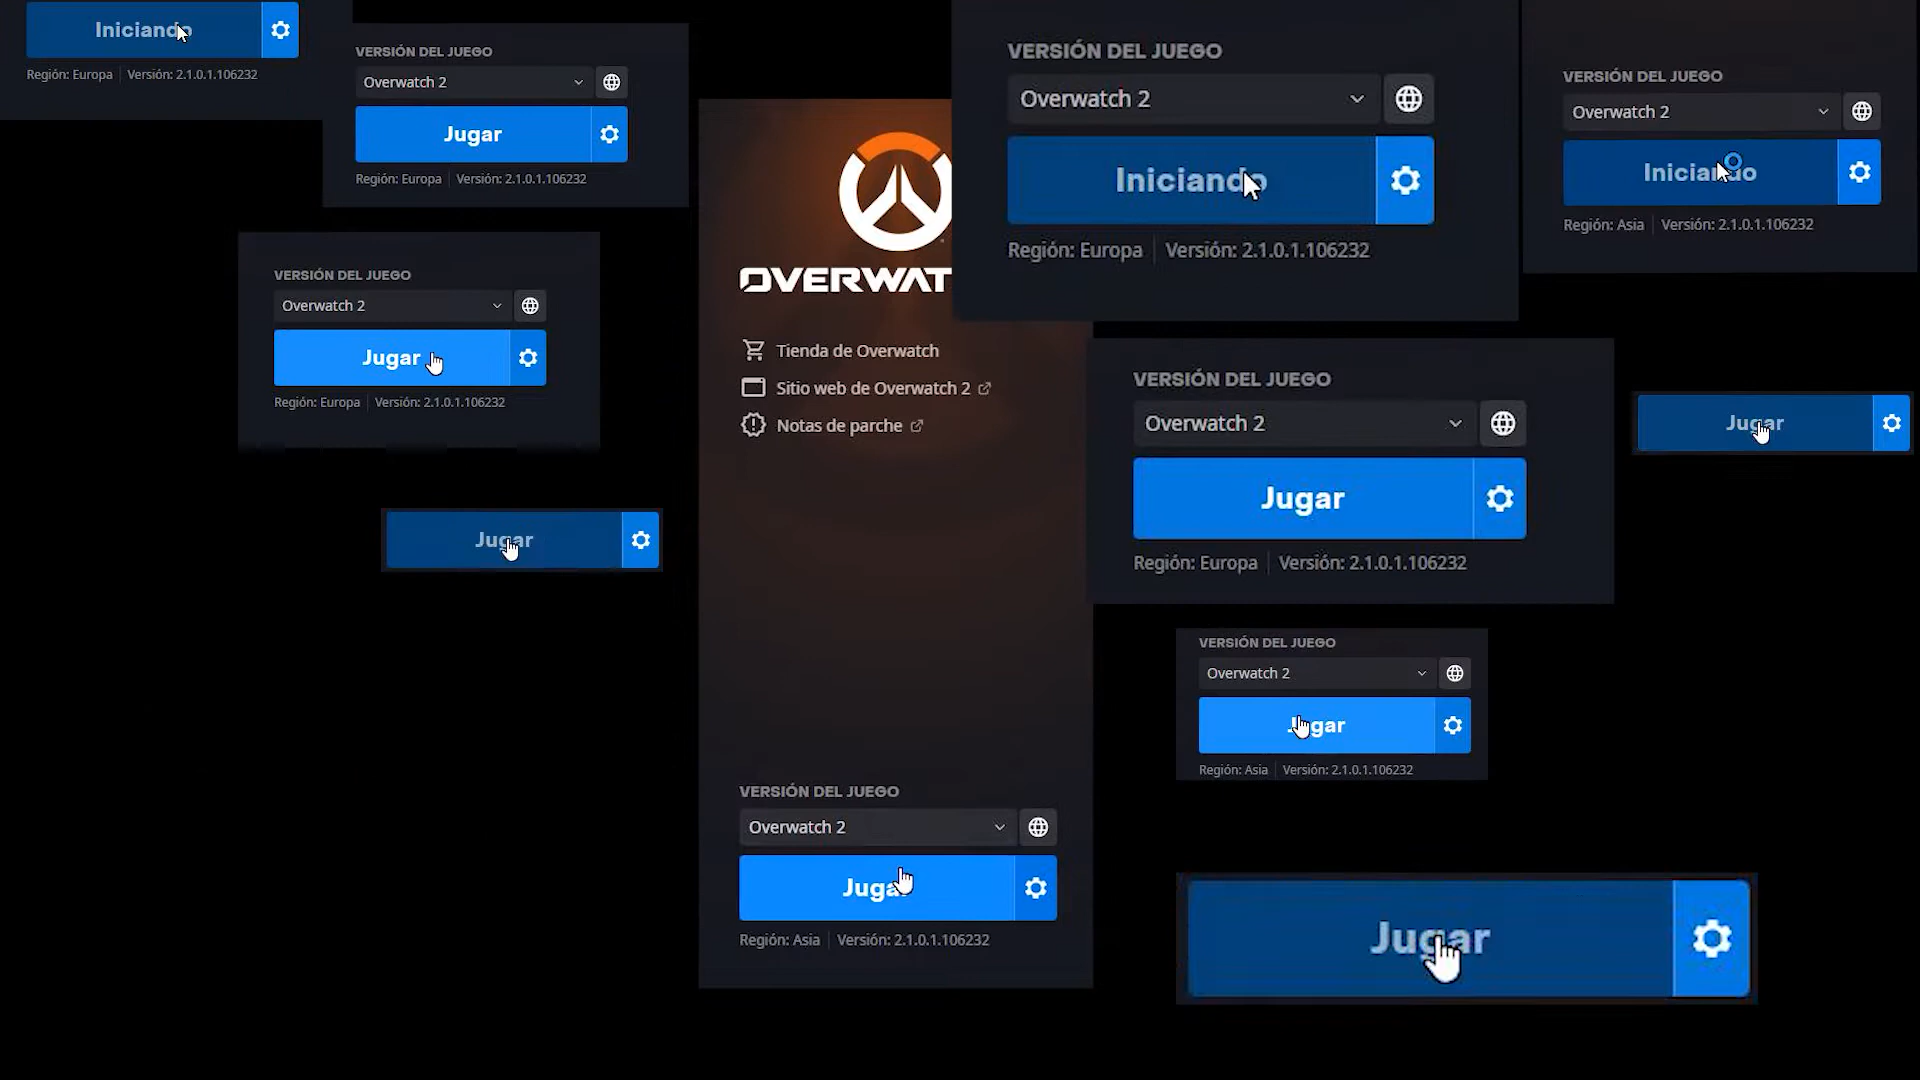 Iniciando
Región: Europa
Versión: 2.1.0.1.106232
VERSIÓN DEL JUEGO
Overwatch 2
Jugar
Región: Europa
Versión: 2.1.0.1.106232
VERSIÓN DEL JUEGO
Overwatch 2
Jugar
Región: Europa
Versión: 2.1.0.1.106232
Jugar
OVERWAT
Tienda de Overwatch
Sitio web de Overwatch 2
Notas de parche
VERSIÓN DEL JUEGO
Overwatch 2
Jugar
Región: Asia
Versión: 2.1.0.1.106232
VERSIÓN DEL JUEGO
Overwatch 2
Iniciando
Región: Europa
Versión: 2.1.0.1.106232
VERSIÓN DEL JUEGO
Overwatch 2
Iniciando
Región: Asia
Versión: 2.1.0.1.106232
VERSIÓN DEL JUEGO
Overwatch 2
Jugar
Región: Europa
Versión: 2.1.0.1.106232
Jugar
VERSIÓN DEL JUEGO
Overwatch 2
Jugar
Región: Asia
Versión: 2.1.0.1.106232
Jugar